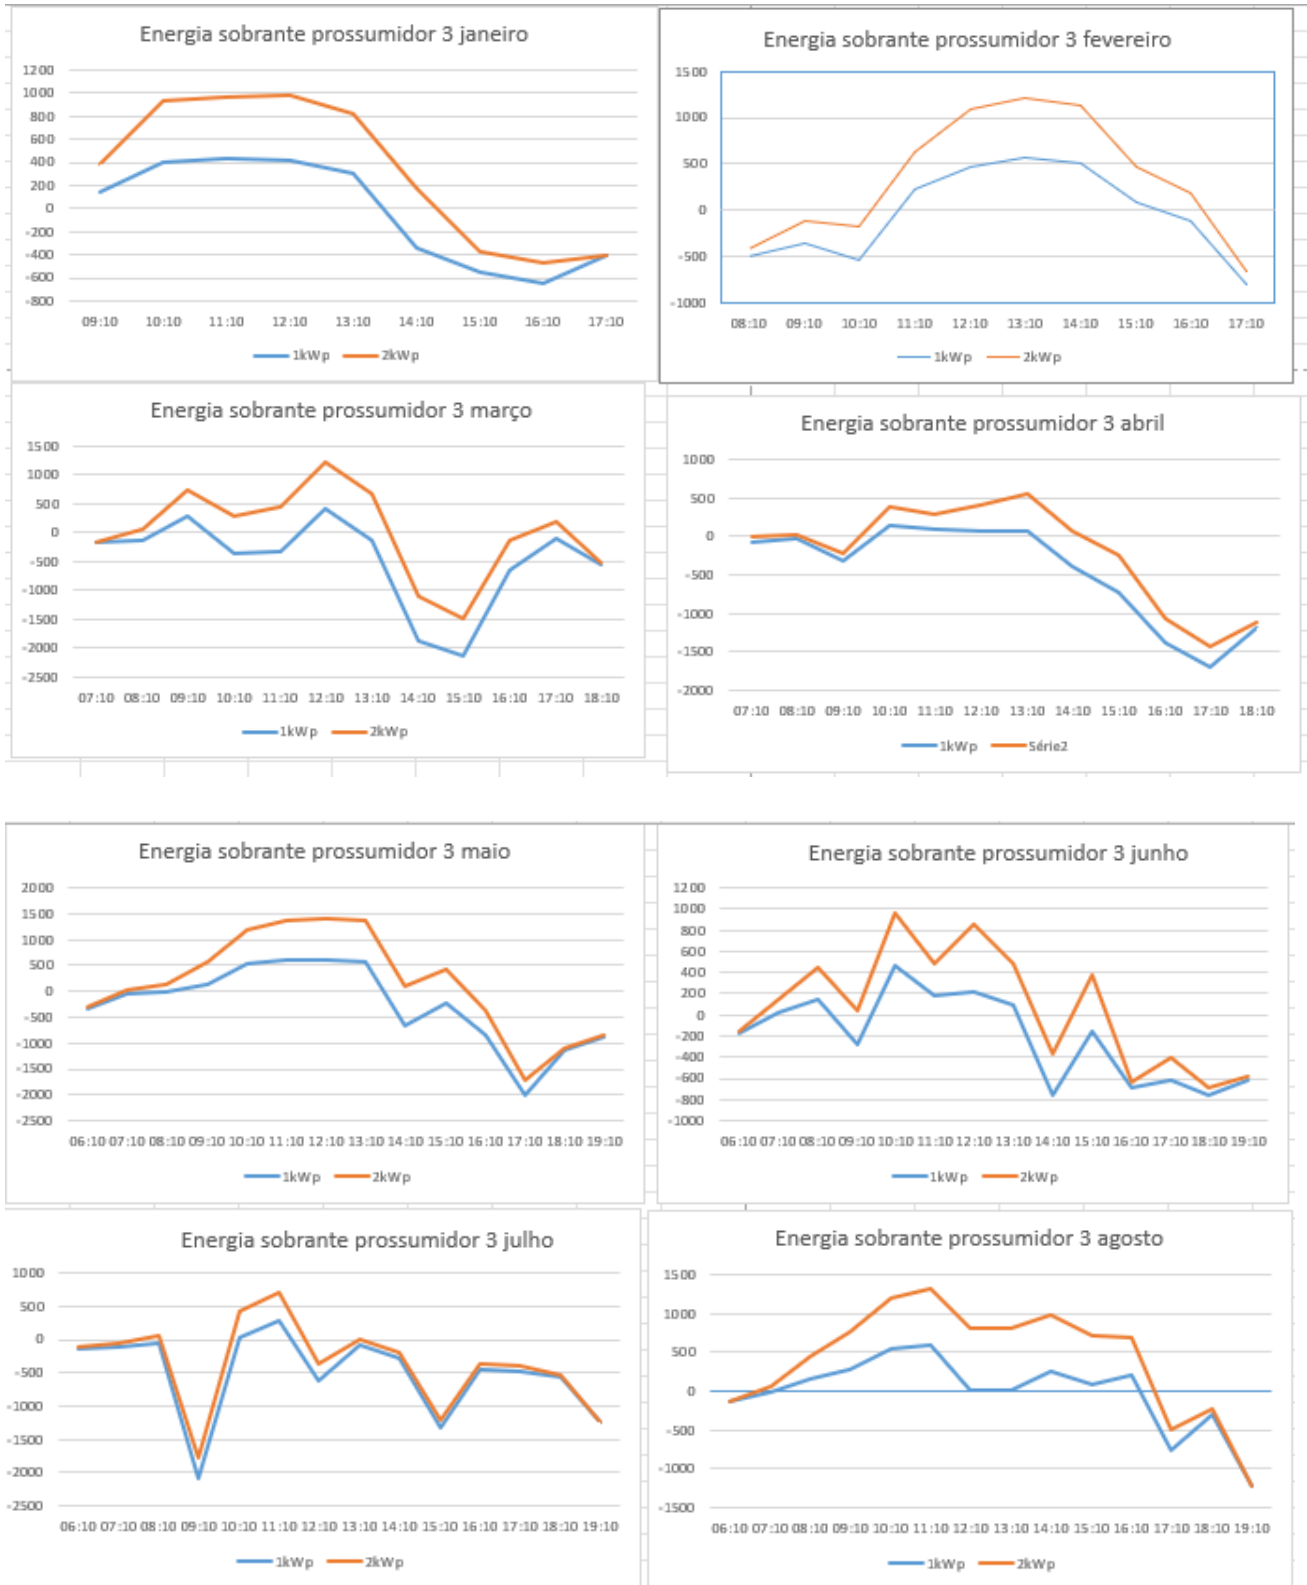 Energia sobrante prossumidor 3 janeiro
1200
1000
800
600
400
200
0
-200
-400
-600
-800
09:10 10:10 11:10 12:10 13:10 14:10 15:10 16:10 17:10
1kWp 2kWp
Energia sobrante prossumidor 3 fevereiro
1500
1000
500
0
-500
-1000
08:10 09:10 10:10 11:10 12:10 13:10 14:10 15:10 16:10 17:10
1kWp 2kWp
Energia sobrante prossumidor 3 março
1500
1000
500
0
-500
-1000
-1500
-2000
-2500
07:10 08:10 09:10 10:10 11:10 12:10 13:10 14:10 15:10 16:10 17:10 18:10
1kWp 2kWp
Energia sobrante prossumidor 3 abril
1000
500
0
-500
-1000
-1500
-2000
07:10 08:10 09:10 10:10 11:10 12:10 13:10 14:10 15:10 16:10 17:10 18:10
1kWp Série2
Energia sobrante prossumidor 3 maio
2000
1500
1000
500
0
-500
-1000
-1500
-2000
-2500
06:10 07:10 08:10 09:10 10:10 11:10 12:10 13:10 14:10 15:10 16:10 17:10 18:10 19:10
1kWp 2kWp
Energia sobrante prossumidor 3 junho
1200
1000
800
600
400
200
0
-200
-400
-600
-800
-1000
06:10 07:10 08:10 09:10 10:10 11:10 12:10 13:10 14:10 15:10 16:10 17:10 18:10 19:10
1kWp 2kWp
Energia sobrante prossumidor 3 julho
1000
500
0
-500
-1000
-1500
-2000
-2500
06:10 07:10 08:10 09:10 10:10 11:10 12:10 13:10 14:10 15:10 16:10 17:10 18:10 19:10
1kWp 2kWp
Energia sobrante prossumidor 3 agosto
1500
1000
500
0
-500
-1000
-1500
06:10 07:10 08:10 09:10 10:10 11:10 12:10 13:10 14:10 15:10 16:10 17:10 18:10 19:10
1kWp 2kWp